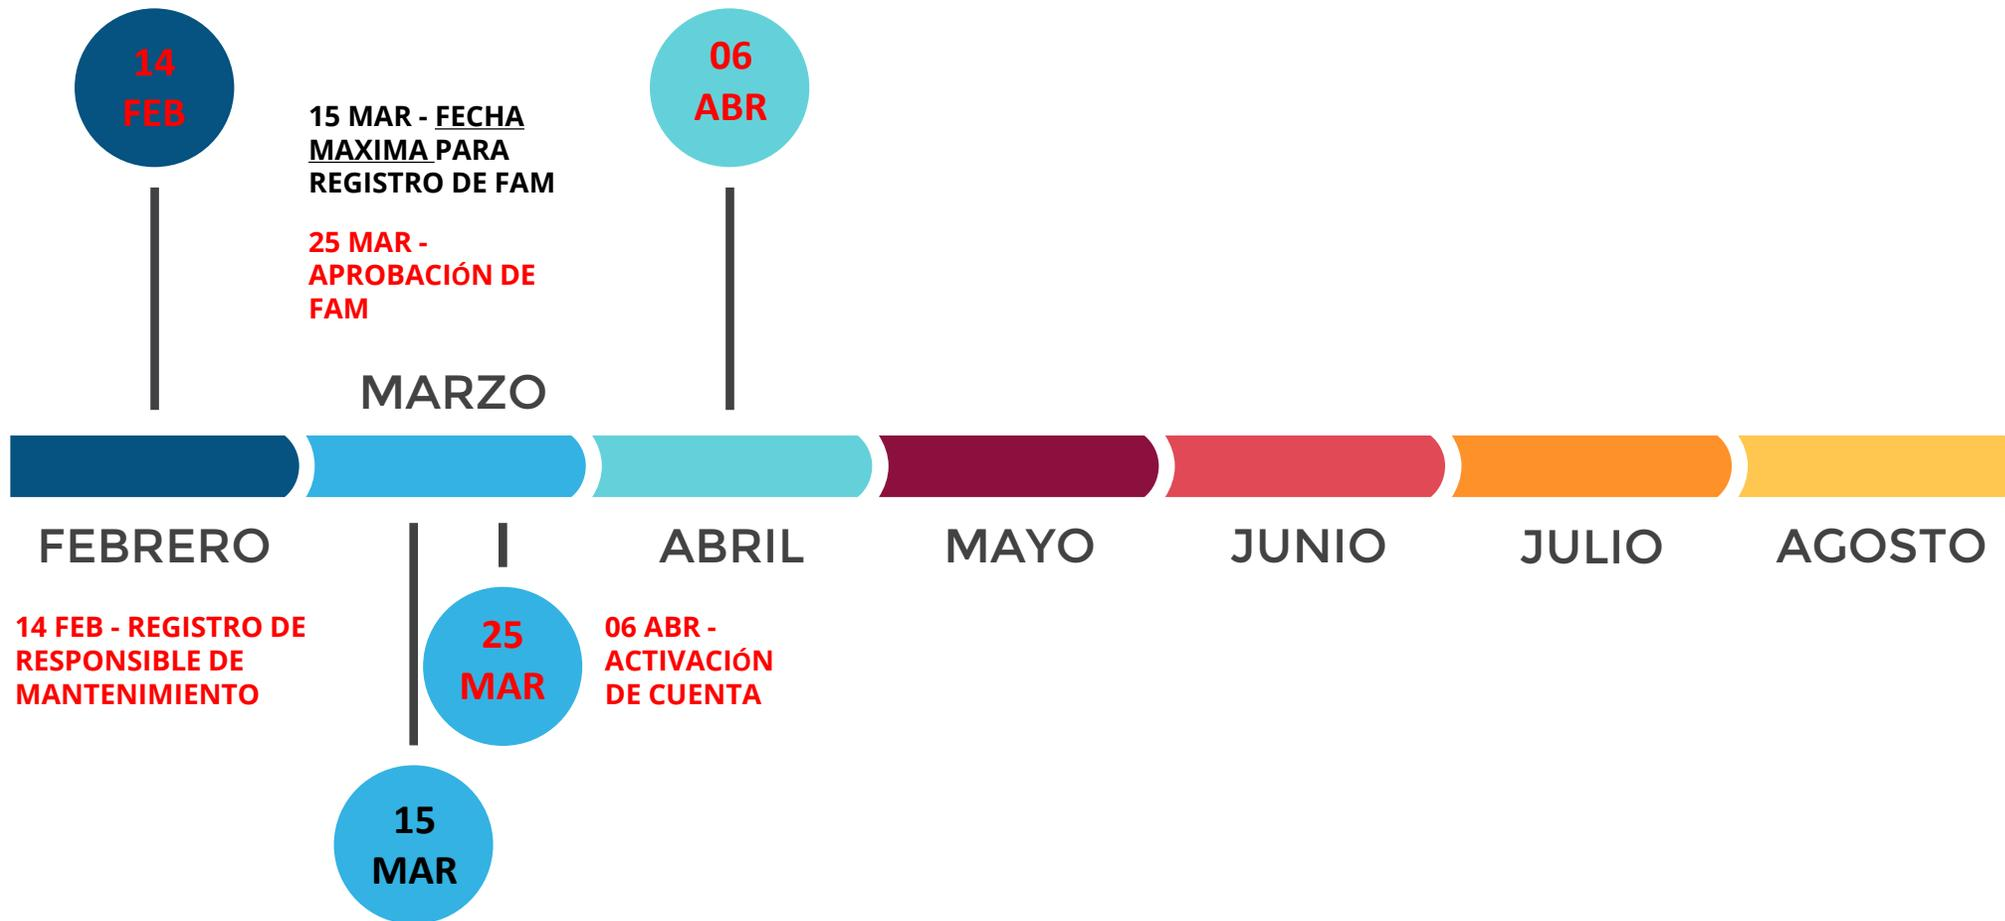 14
FEB
15 MAR - FECHA
MAXIMA PARA
REGISTRO DE FAM
25 MAR -
APROBACIÓN DE
FAM
06
ABR
MARZO
FEBRERO
ABRIL
MAYO
JUNIO
JULIO
AGOSTO
14 FEB - REGISTRO DE
RESPONSIBLE DE
MANTENIMIENTO
25
MAR
06 ABR -
ACTIVACIÓN
DE CUENTA
15
MAR